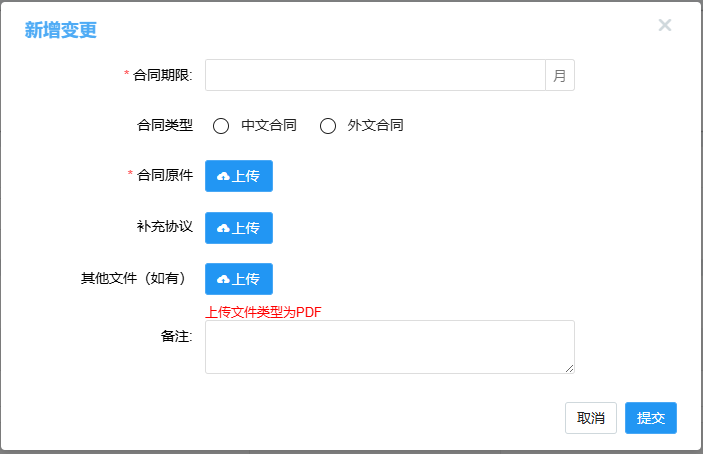 新增变更
* 合同期限: 月
合同类型 中文合同 外文合同
* 合同原件 上传
补充协议 上传
其他文件（如有） 上传
上传文件类型为PDF
备注:
取消 提交